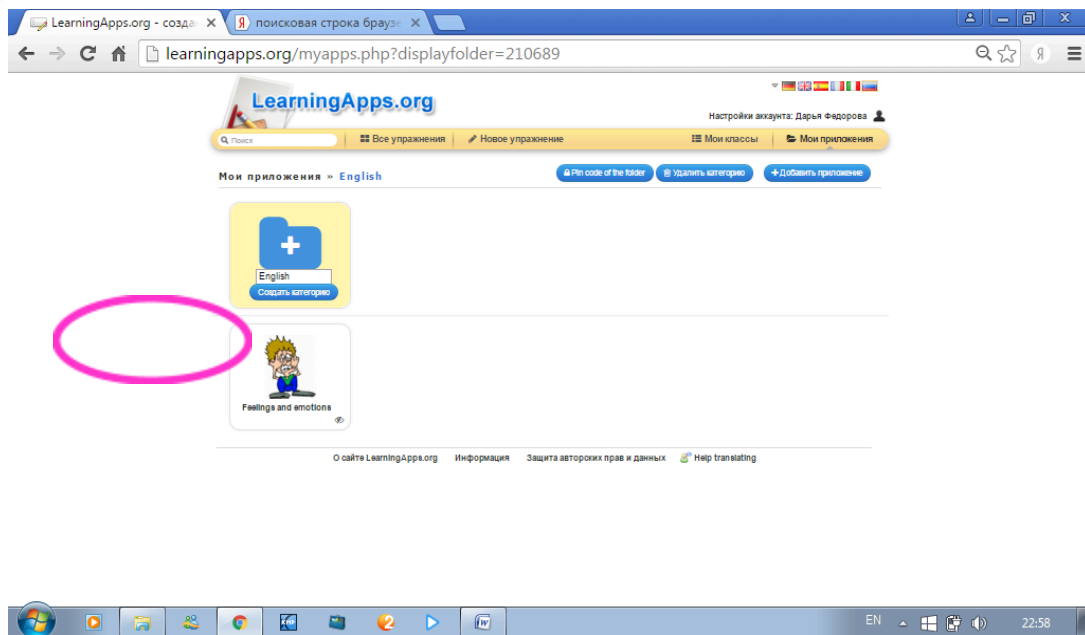 LearningApps.org - созда
поисковая строка браузе
learningapps.org/myapps.php?displayfolder=210689
LearningApps.org
Настройки аккаунта: Дарья Федорова
Поиск
Все упражнения
Новое упражнение
Мои классы
Мои приложения
Мои приложения » English
Pin code of the folder
Удалить категорию
Добавить приложение
English
Создать категорию
Feelings and emotions
О сайте LearningApps.org Информация Защита авторских прав и данных Help translating
EN 22:58